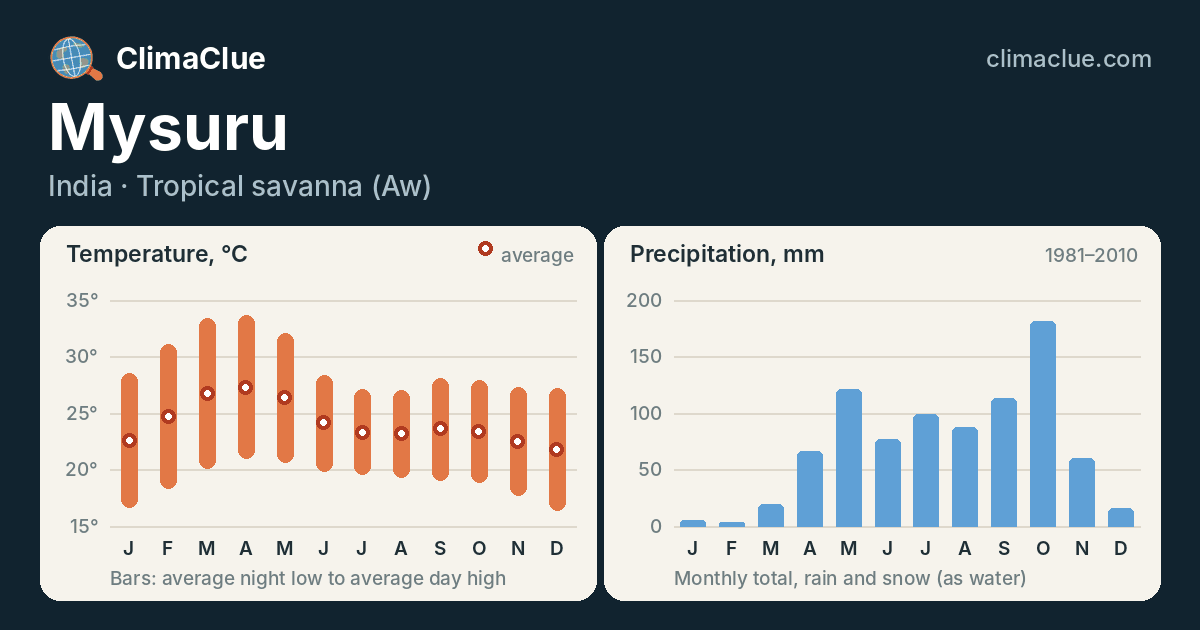 ClimaClue
climaclue.com
Mysuru
India · Tropical savanna (Aw)
Temperature, °C
average
35°
30°
25°
20°
15°
J F M A M J J A S O N D
Bars: average night low to average day high
Precipitation, mm
1981–2010
200
150
100
50
0
J F M A M J J A S O N D
Monthly total, rain and snow (as water)